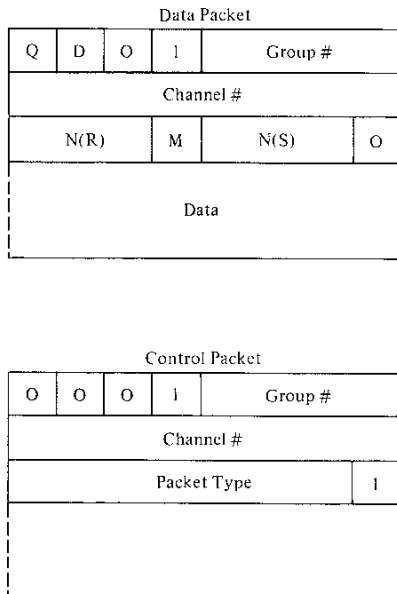 Data Packet
Q D O 1 Group #
Channel #
N(R) M N(S) O
Data
Control Packet
O O O 1 Group #
Channel #
Packet Type 1